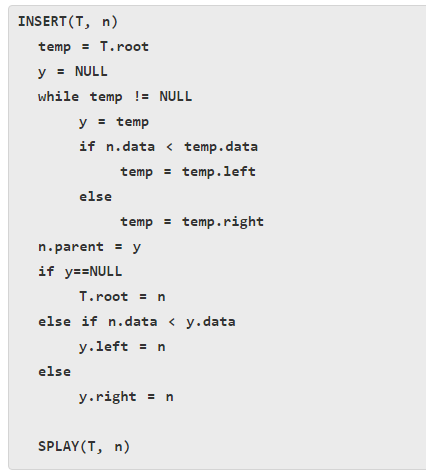 INSERT(T, n)
  temp = T.root
  y = NULL
  while temp != NULL
      y = temp
      if n.data < temp.data
          temp = temp.left
      else
          temp = temp.right
  n.parent = y
  if y==NULL
      T.root = n
  else if n.data < y.data
      y.left = n
  else
      y.right = n

  SPLAY(T, n)